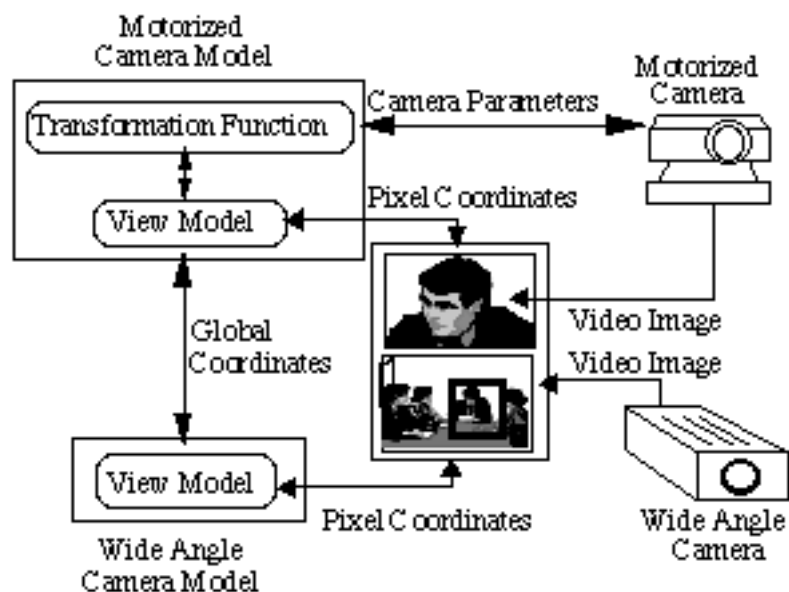 Motorized
Camera Model
Motorized
Camera
Camera Parameters
Transformation Function
Pixel Coordinates
View Model
Video Image
Global
Coordinates
Video Image
View Model
Pixel Coordinates
Wide Angle
Camera
Wide Angle
Camera Model